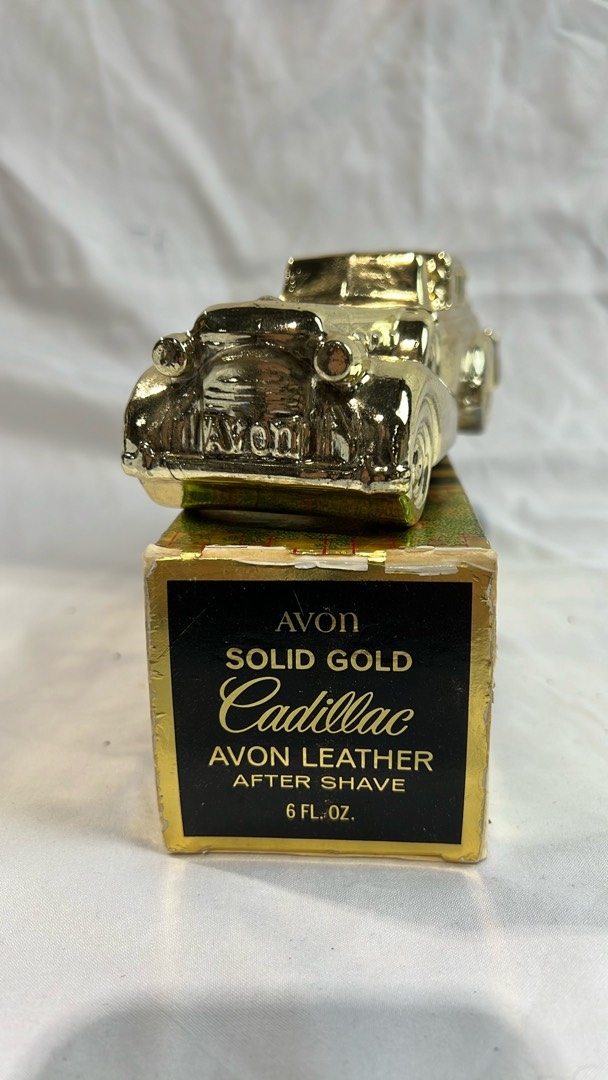 Avon
AVON
SOLID GOLD
Cadillac
AVON LEATHER
AFTER SHAVE
6 FL. OZ.